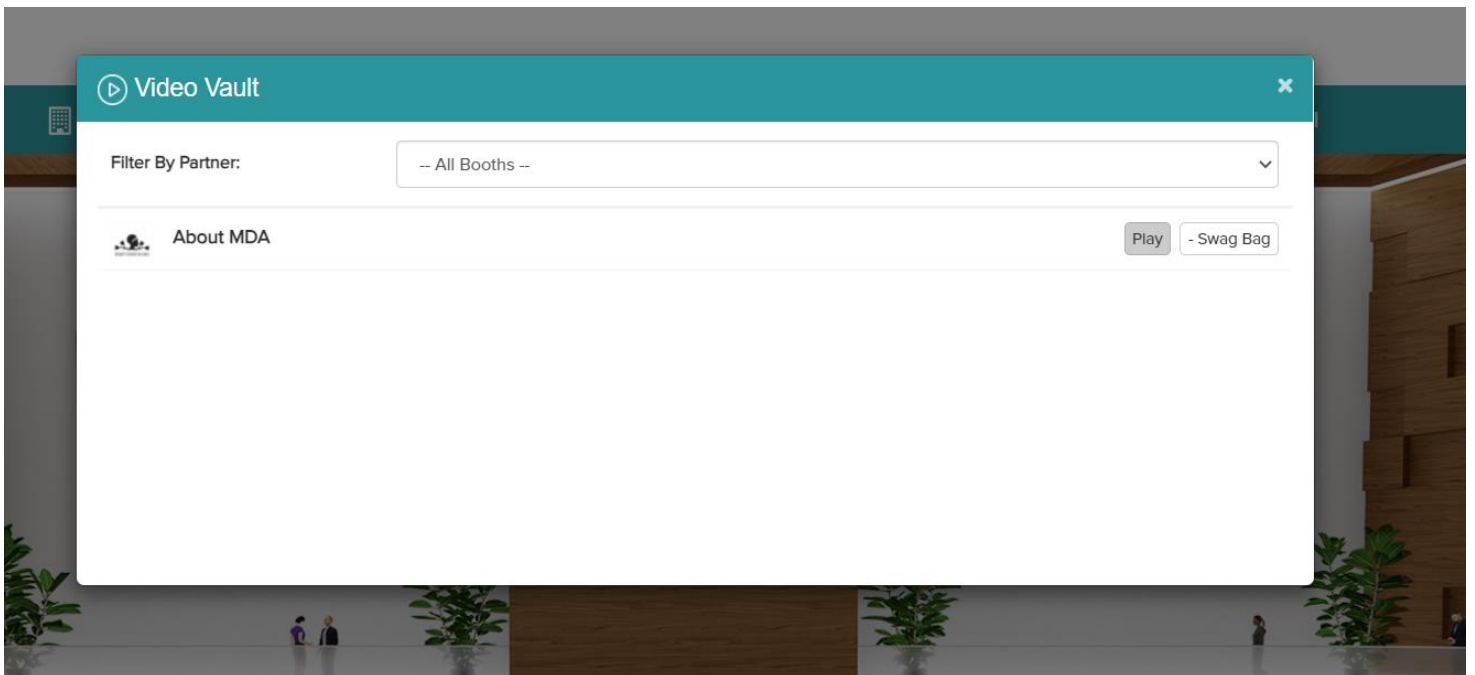 Video Vault
Filter By Partner:
-- All Booths --
About MDA
Play
- Swag Bag